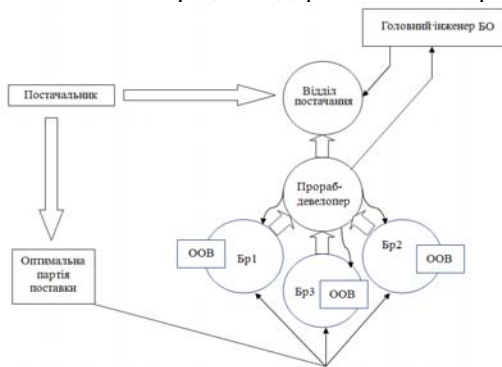 Головний інженер БО
Відділ
постачання
Постачальник
Прораб-
девелопер
ООВ
Бр1
Бр2
ООВ
Оптимальна
партія
поставки
Бр3
ООВ